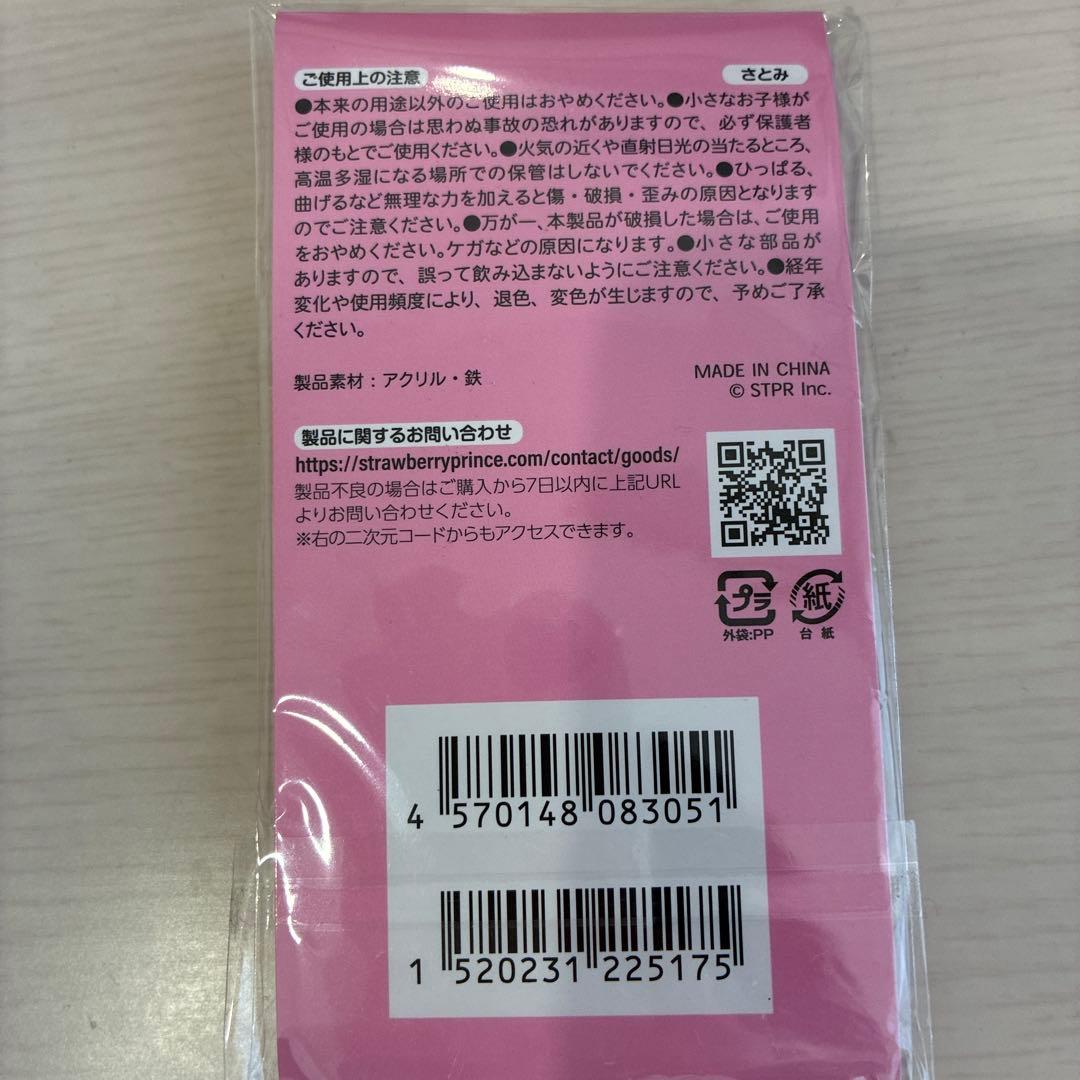 ご使用上の注意
さとみ
●本来の用途以外のご使用はおやめください。●小さなお子様が
ご使用の場合は思わぬ事故の恐れがありますので、必ず保護者
様のもとでご使用ください。●火気の近くや直射日光の当たるところ、
高温多湿になる場所での保管はしないでください。●ひっぱる、
曲げるなど無理な力を加えると傷・破損・歪みの原因となります
のでご注意ください。●万が一、本製品が破損した場合は、ご使用
をおやめください。ケガなどの原因になります。●小さな部品が
ありますので、誤って飲み込まないようにご注意ください。●経年
変化や使用頻度により、退色、変色が生じますので、予めご了承
ください。
製品素材：アクリル・鉄
MADE IN CHINA
© STPR Inc.
製品に関するお問い合わせ
https://strawberryprince.com/contact/goods/
製品不良の場合はご購入から7日以内に上記URL
よりお問い合わせください。
※右の二次元コードからもアクセスできます。
プラ
紙
外袋:PP
台紙
4 570148 083051
1 520231 225175